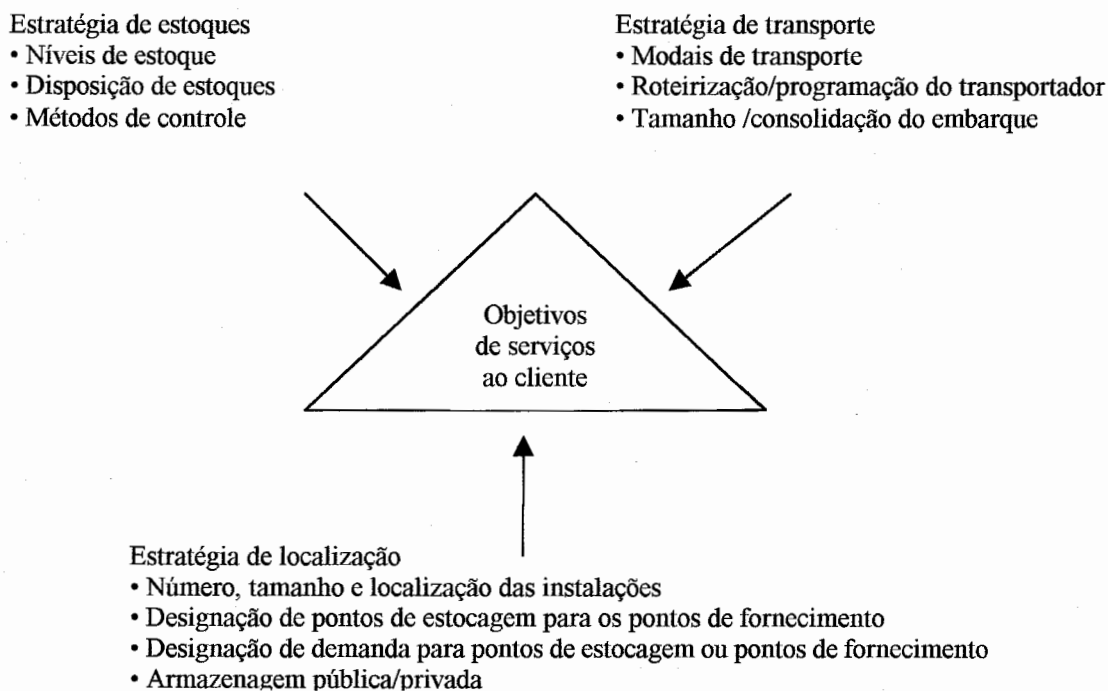 Estratégia de estoques
• Níveis de estoque
• Disposição de estoques
• Métodos de controle
Estratégia de transporte
• Modais de transporte
• Roteirização/programação do transportador
• Tamanho /consolidação do embarque
Objetivos
de serviços
ao cliente
Estratégia de localização
• Número, tamanho e localização das instalações
• Designação de pontos de estocagem para os pontos de fornecimento
• Designação de demanda para pontos de estocagem ou pontos de fornecimento
• Armazenagem pública/privada